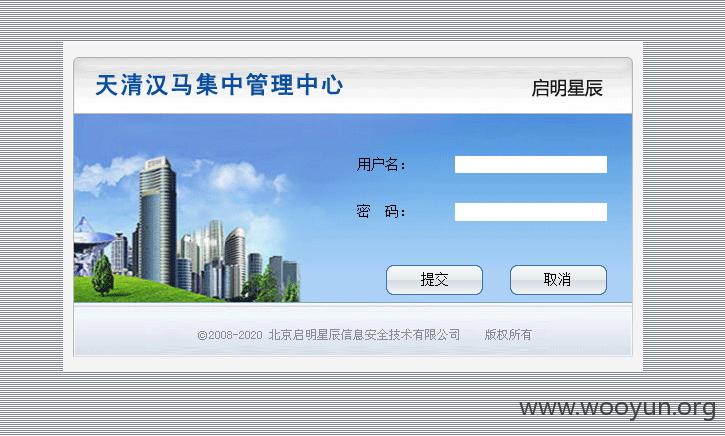 天清汉马集中管理中心
启明星辰
用户名：
密 码：
提交 取消
©2008-2020 北京启明星辰信息安全技术有限公司 版权所有
www.wooyun.org